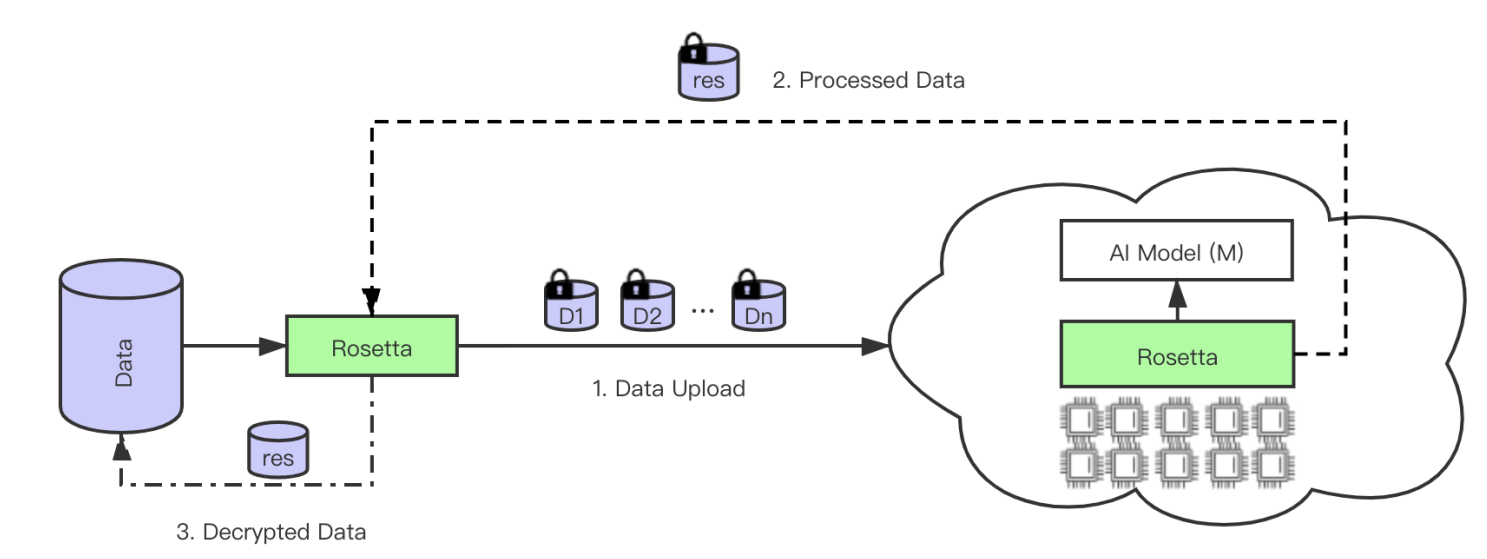 res
2. Processed Data
AI Model (M)
D1 D2 ... Dn
Data
Rosetta
Rosetta
1. Data Upload
res
3. Decrypted Data